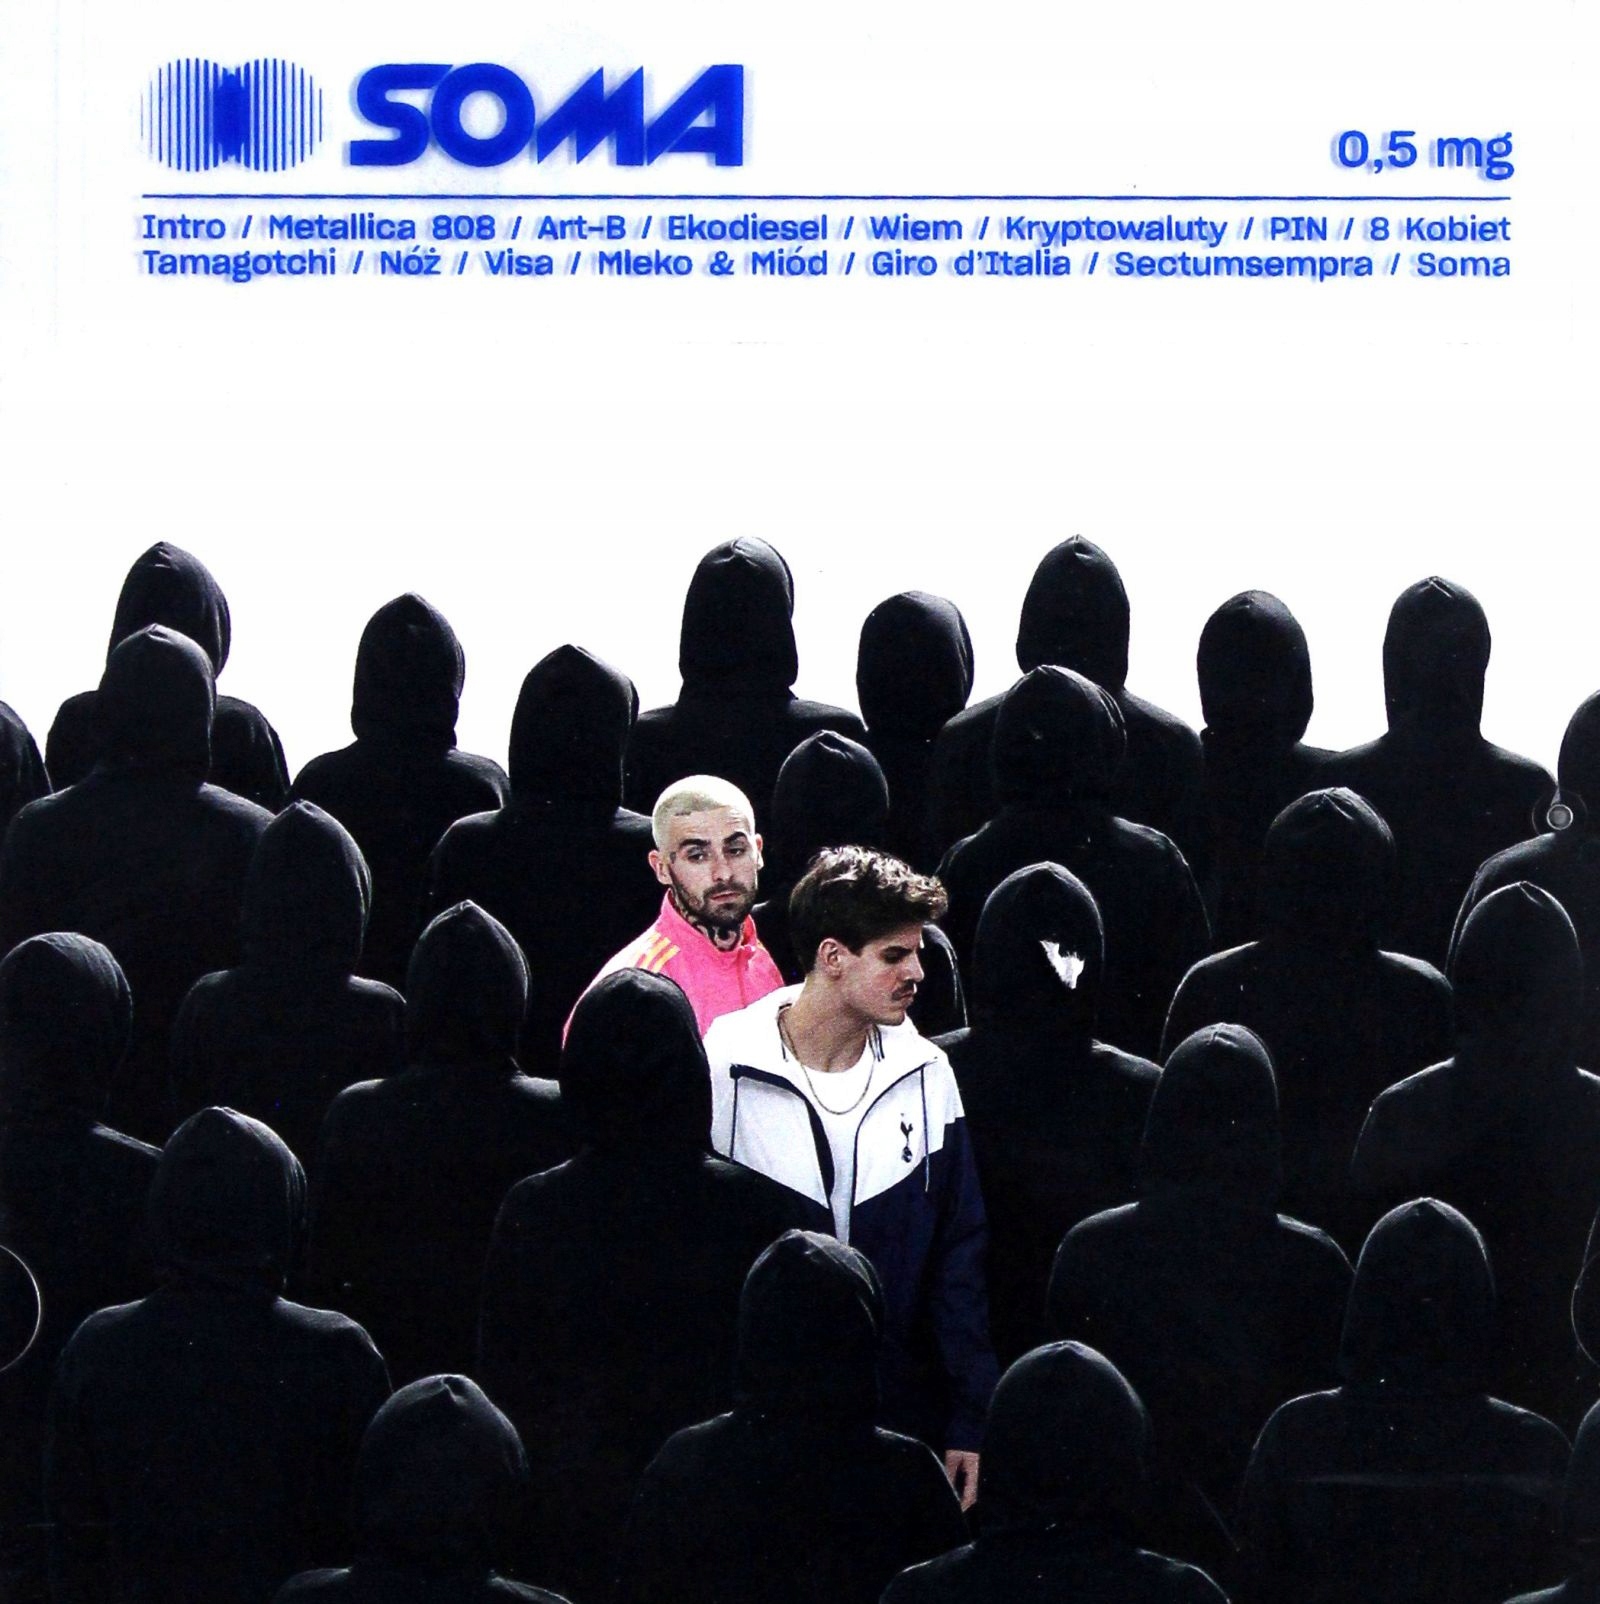 SOMA
0,5 mg
Intro / Metallica 808 / Art-B / Ekodiesel / Wiem / Kryptowaluty / PIN / 8 Kobiet
Tamagotchi / Nóż / Visa / Mleko & Miód / Giro d'Italia / Sectumsempra / Soma